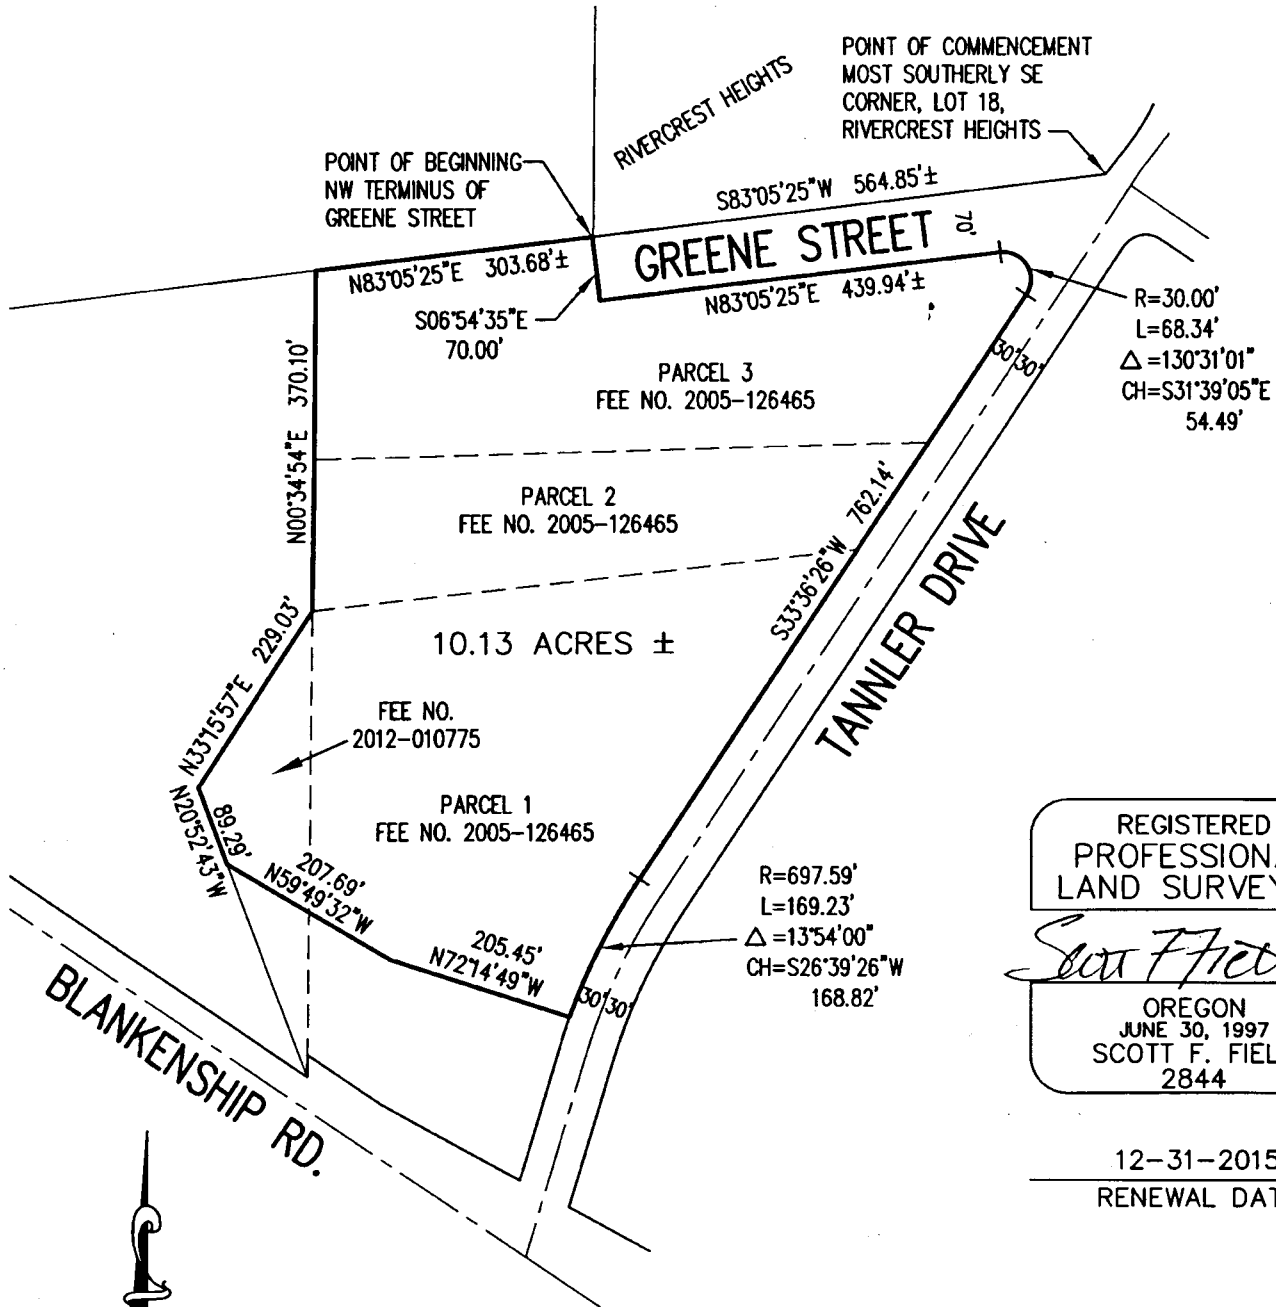 POINT OF COMMENCEMENT
MOST SOUTHERLY SE
CORNER, LOT 18,
RIVERCREST HEIGHTS
RIVERCREST HEIGHTS
POINT OF BEGINNING
NW TERMINUS OF
GREENE STREET
S83°05'25"W 564.85'±
GREENE STREET
70'
N83°05'25"E 303.68'±
N83°05'25"E 439.94'±
S06°54'35"E
70.00'
R=30.00'
L=68.34'
Δ=130°31'01"
CH=S31°39'05"E
54.49'
30'
30'
PARCEL 3
FEE NO. 2005-126465
N00°34'54"E 370.10'
PARCEL 2
FEE NO. 2005-126465
S33°36'26"W 762.14'
TANNLER DRIVE
10.13 ACRES ±
N33°15'57"E 229.03'
FEE NO.
2012-010775
PARCEL 1
FEE NO. 2005-126465
89.29'
N20°52'43"W
207.69'
N59°49'32"W
205.45'
N72°14'49"W
R=697.59'
L=169.23'
Δ=13°54'00"
CH=S26°39'26"W
168.82'
30'
30'
BLANKENSHIP RD.
REGISTERED
PROFESSIONA
LAND SURVEY
OREGON
JUNE 30, 1997
SCOTT F. FIEL
2844
12-31-2015
RENEWAL DAT